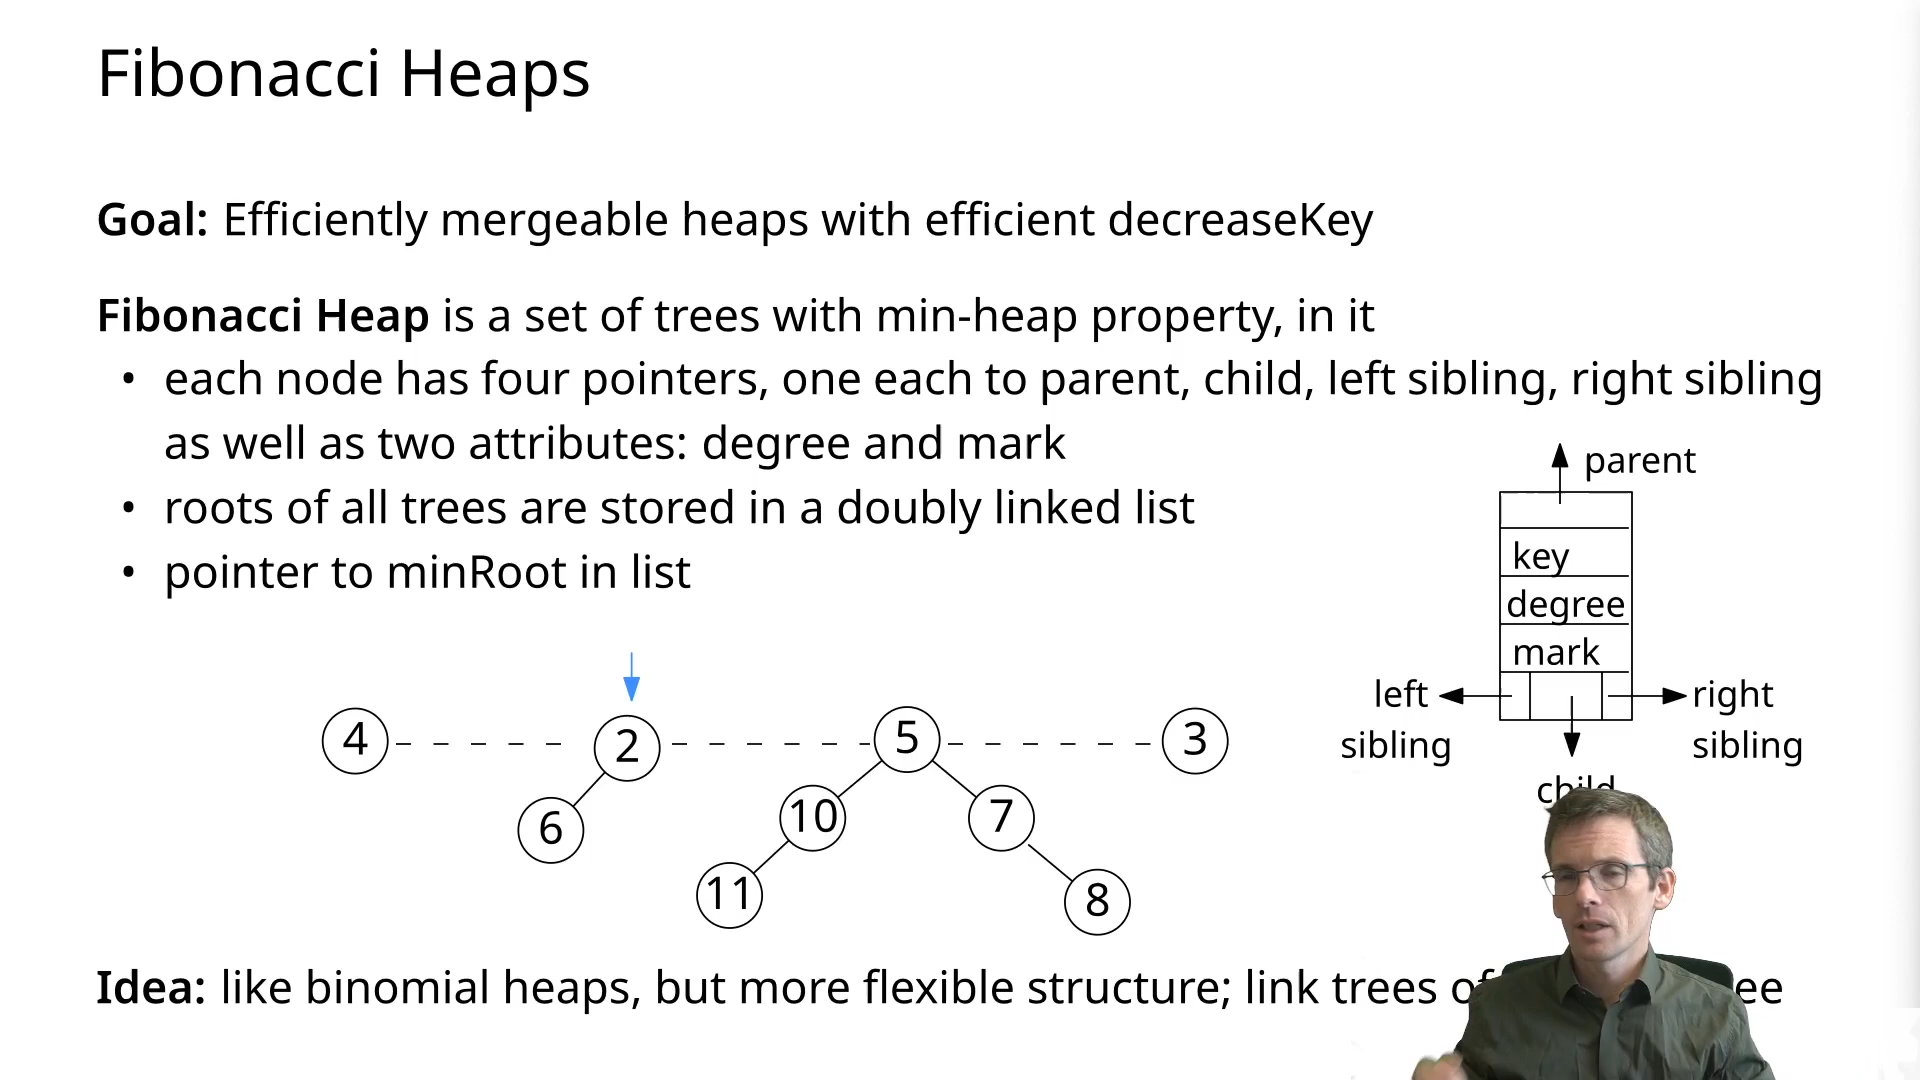 Fibonacci Heaps
Goal: Efficiently mergeable heaps with efficient decreaseKey
Fibonacci Heap is a set of trees with min-heap property, in it
• each node has four pointers, one each to parent, child, left sibling, right sibling
as well as two attributes: degree and mark
• roots of all trees are stored in a doubly linked list
• pointer to minRoot in list
parent
key
degree
mark
left sibling
right sibling
child
4 2 5 3
6 10 7
11 8
Idea: like binomial heaps, but more flexible structure; link trees of